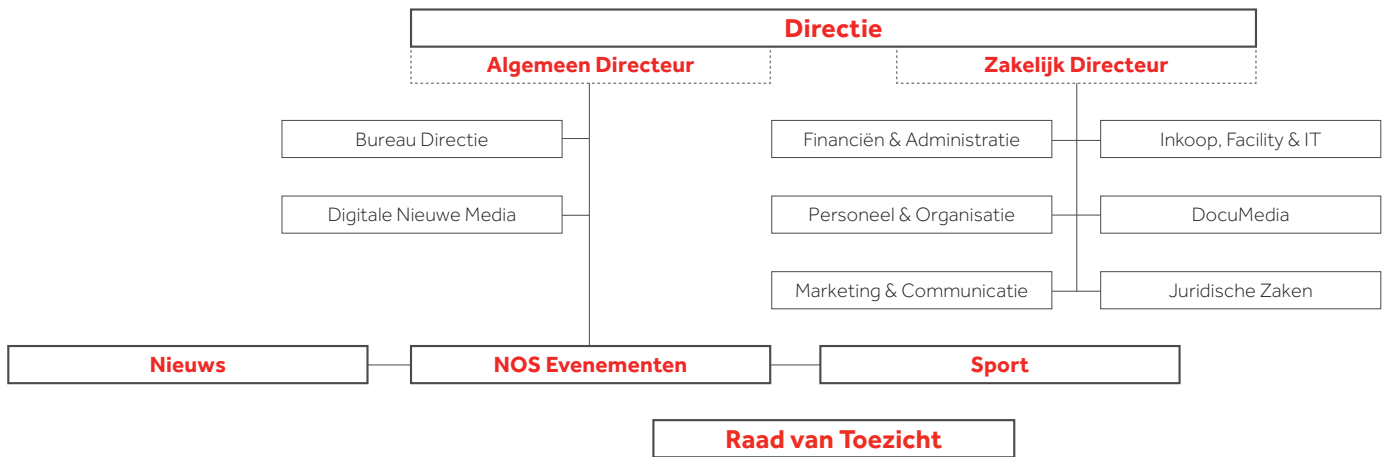 Directie
Algemeen Directeur
Zakelijk Directeur
Bureau Directie
Financiën & Administratie
Inkoop, Facility & IT
Digitale Nieuwe Media
Personeel & Organisatie
DocuMedia
Marketing & Communicatie
Juridische Zaken
Nieuws
NOS Evenementen
Sport
Raad van Toezicht